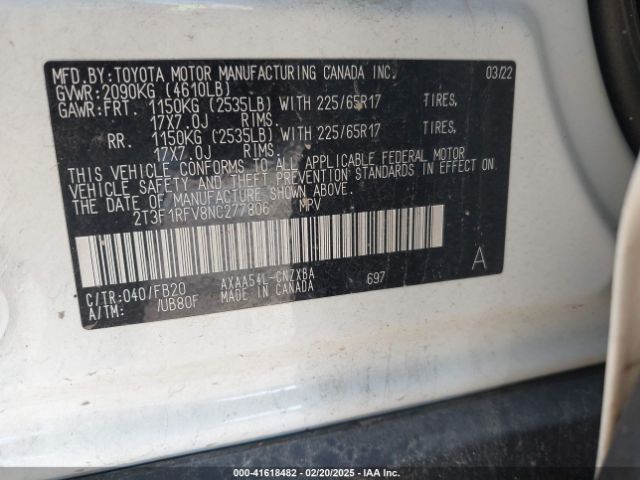 MFD.BY:TOYOTA MOTOR MANUFACTURING CANADA INC. 03/22
GVWR:2090KG (4610LB)
GAWR:FRT. 1150KG (2535LB) WITH 225/65R17 TIRES,
17X7.0J RIMS.
RR. 1150KG (2535LB) WITH 225/65R17 TIRES,
17X7.0J RIMS.
THIS VEHICLE CONFORMS TO ALL APPLICABLE FEDERAL MOTOR
VEHICLE SAFETY AND THEFT PREVENTION STANDARDS IN EFFECT
ON THE DATE OF MANUFACTURE SHOWN ABOVE.
2T3F1RFV8NC277806 MPV
A
C/TR:040/FB20 AXAA54L-CNZXBA 697
A/TM: /UB80F MADE IN CANADA
000-41618482 - 02/20/2025 - IAA Inc.